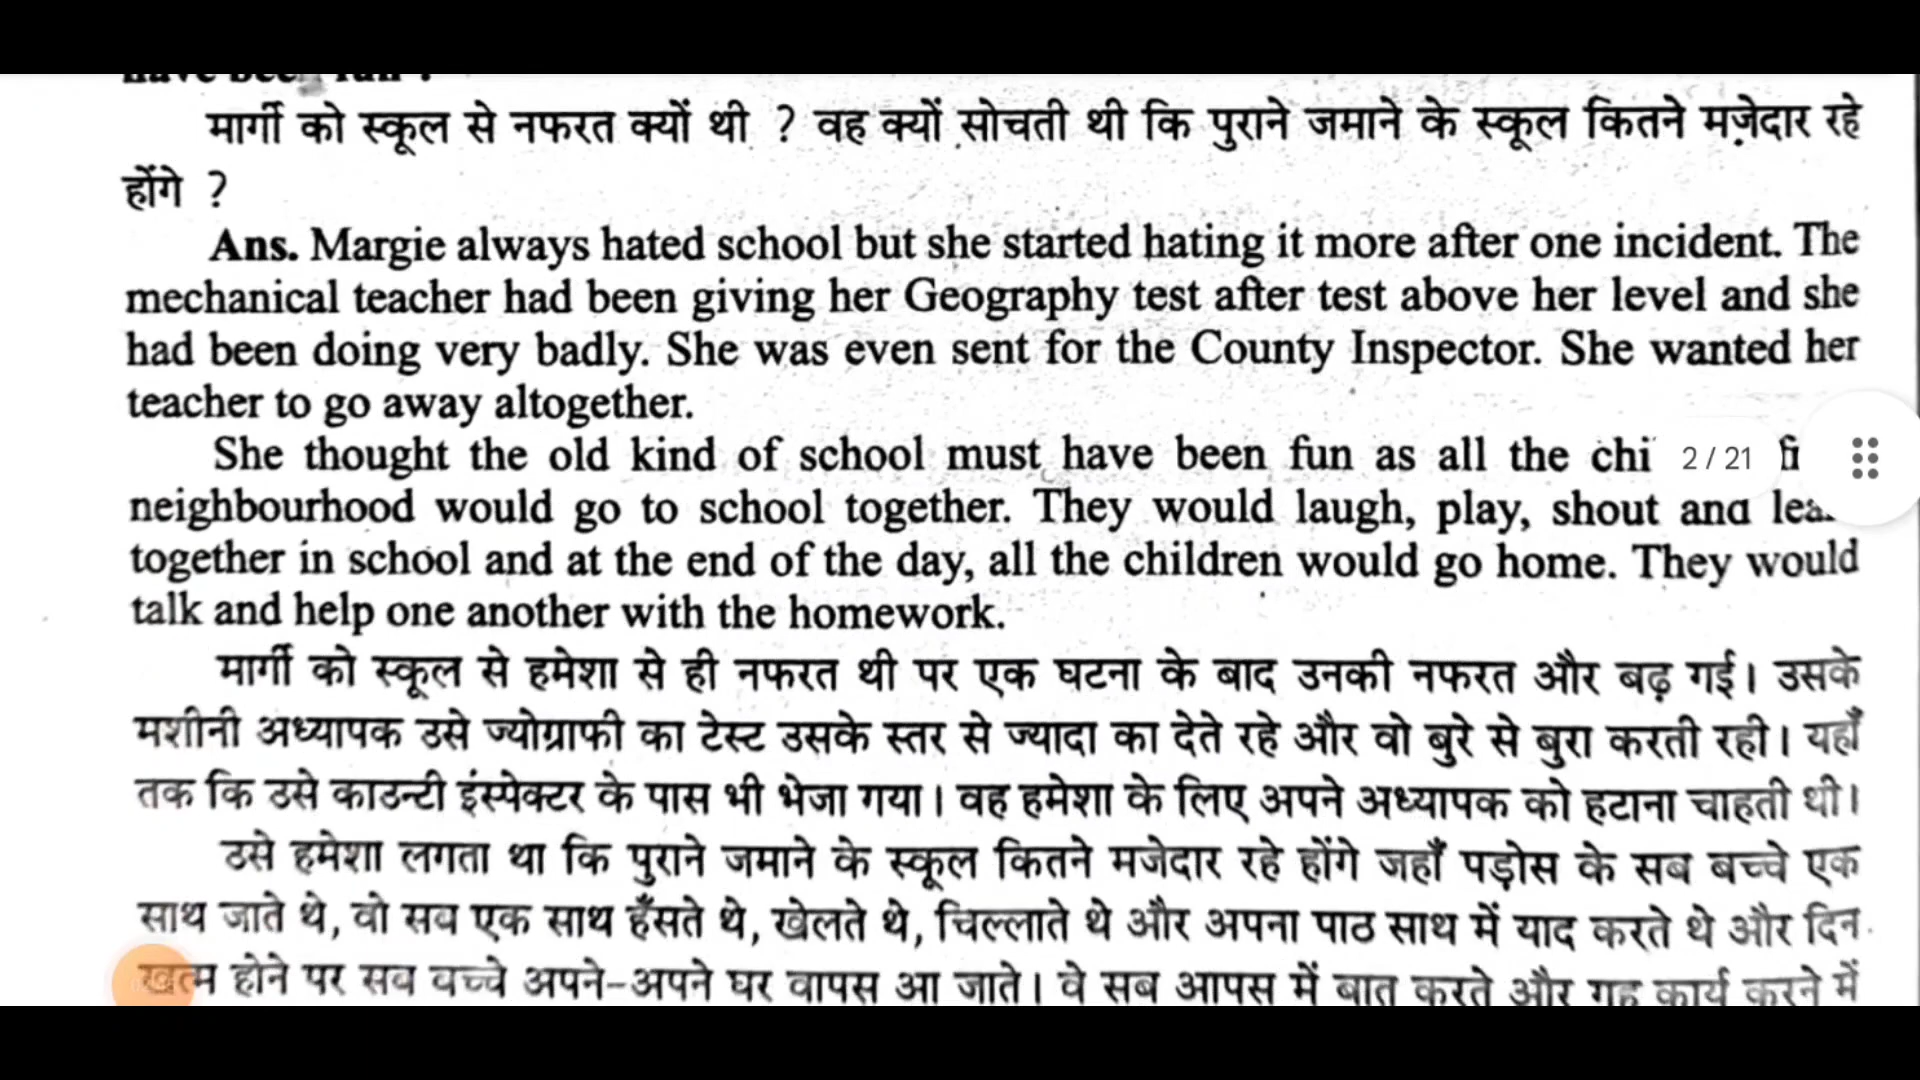 have been fun ?
मार्गी को स्कूल से नफरत क्यों थी ? वह क्यों सोचती थी कि पुराने जमाने के स्कूल कितने मज़ेदार रहे
होंगे ?
Ans. Margie always hated school but she started hating it more after one incident. The
mechanical teacher had been giving her Geography test after test above her level and she
had been doing very badly. She was even sent for the County Inspector. She wanted her
teacher to go away altogether.
She thought the old kind of school must have been fun as all the chi 2 / 21
neighbourhood would go to school together. They would laugh, play, shout and
together in school and at the end of the day, all the children would go home. They would
talk and help one another with the homework.
मार्गी को स्कूल से हमेशा से ही नफरत थी पर एक घटना के बाद उनकी नफरत और बढ़ गई। उसके
मशीनी अध्यापक उसे ज्योग्राफी का टेस्ट उसके स्तर से ज्यादा का देते रहे और वो बुरे से बुरा करती रही। यहाँ
तक कि उसे काउन्टी इंस्पेक्टर के पास भी भेजा गया। वह हमेशा के लिए अपने अध्यापक को हटाना चाहती थी।
उसे हमेशा लगता था कि पुराने जमाने के स्कूल कितने मजेदार रहे होंगे जहाँ पड़ोस के सब बच्चे एक
साथ जाते थे, वो सब एक साथ हँसते थे, खेलते थे, चिल्लाते थे और अपना पाठ साथ में याद करते थे और दिन
खत्म होने पर सब बच्चे अपने-अपने घर वापस आ जाते। वे सब आपस में बात करते और गृह कार्य करने में